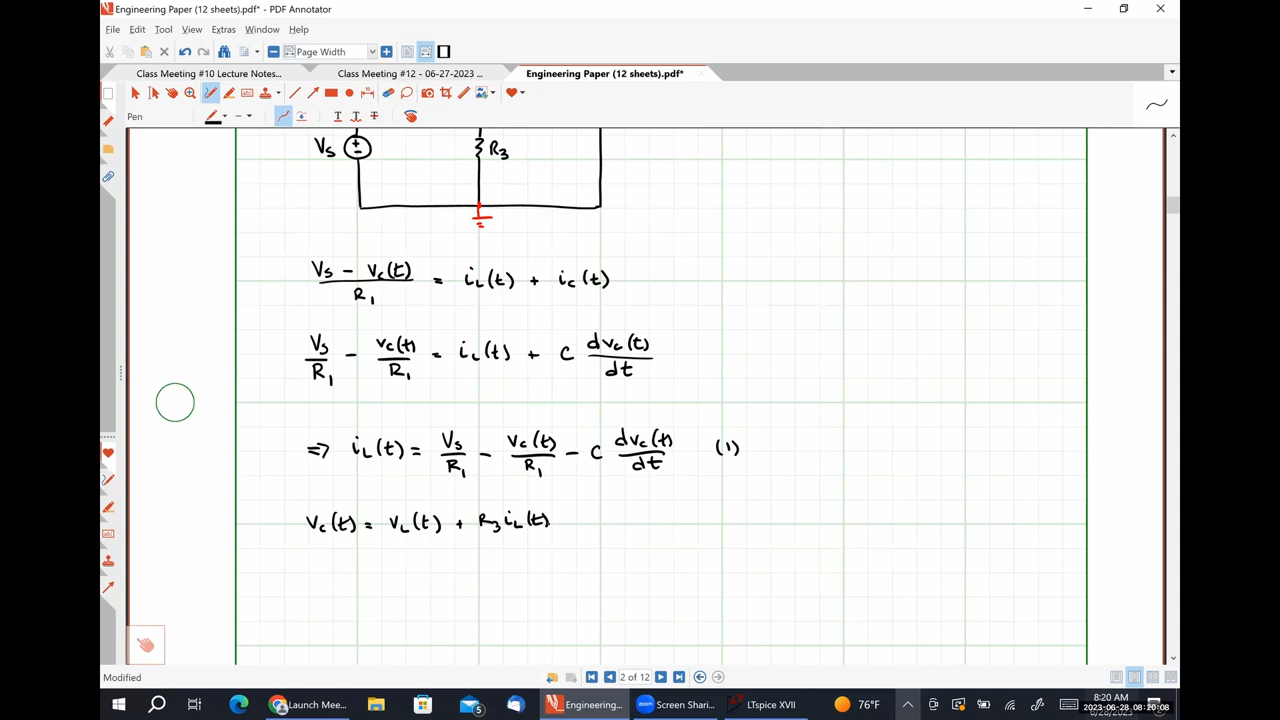 Engineering Paper (12 sheets).pdf* - PDF Annotator
File Edit Tool View Extras Window Help
Page Width
Class Meeting #10 Lecture Notes...
Class Meeting #12 - 06-27-2023 ...
Engineering Paper (12 sheets).pdf*
Pen
Vs + − R3
(Vs − vc(t))/R1 = iL(t) + ic(t)
Vs/R1 − vc(t)/R1 = iL(t) + C dvc(t)/dt
⇒ iL(t) = Vs/R1 − vc(t)/R1 − C dvc(t)/dt (1)
vc(t) = vL(t) + R3 iL(t)
Modified
2 of 12
Launch Mee...
5
Engineering...
Screen Shari...
LTspice XVII
76°F
8:20 AM
2023-06-28 08:20:08